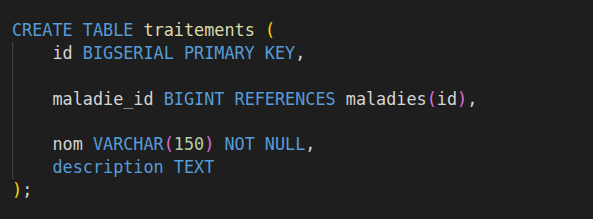 CREATE TABLE traitements (
    id BIGSERIAL PRIMARY KEY,
    maladie_id BIGINT REFERENCES maladies(id),
    nom VARCHAR(150) NOT NULL,
    description TEXT
);